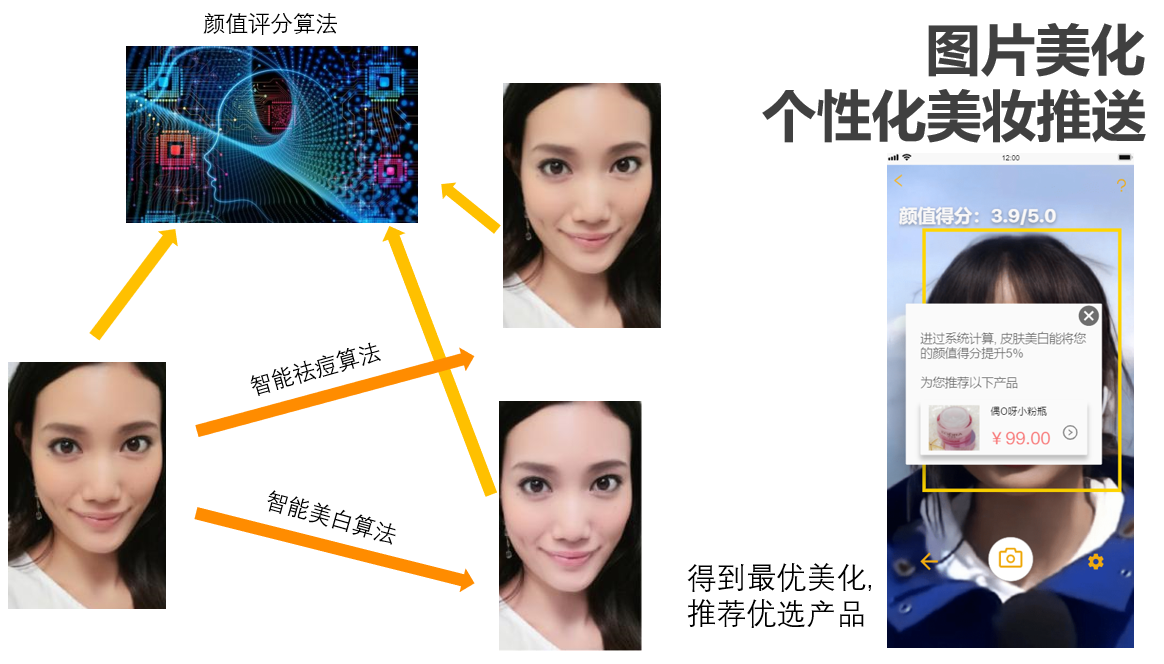 颜值评分算法
图片美化
个性化美妆推送
12:00
<
?
颜值得分：3.9/5.0
进过系统计算, 皮肤美白能将您
的颜值得分提升5%
为您推荐以下产品
偶O呀小粉瓶
￥99.00
智能祛痘算法
智能美白算法
得到最优美化,
推荐优选产品